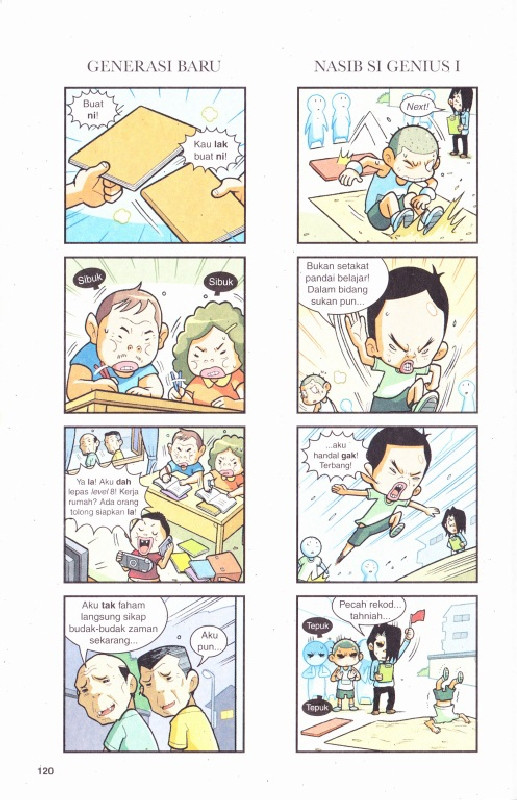 GENERASI BARU
Buat
ni!
Kau lak
buat ni!
Sibuk
Sibuk
Ya la! Aku dah
lepas level 8! Kerja
rumah? Ada orang
tolong siapkan la!
Aku tak faham
langsung sikap
budak-budak zaman
sekarang...
Aku
pun...
NASIB SI GENIUS I
Next!
Bukan setakat
pandai belajar!
Dalam bidang
sukan pun...
...aku
handal gak!
Terbang!
Pecah rekod...
tahniah...
Tepuk
Tepuk
120